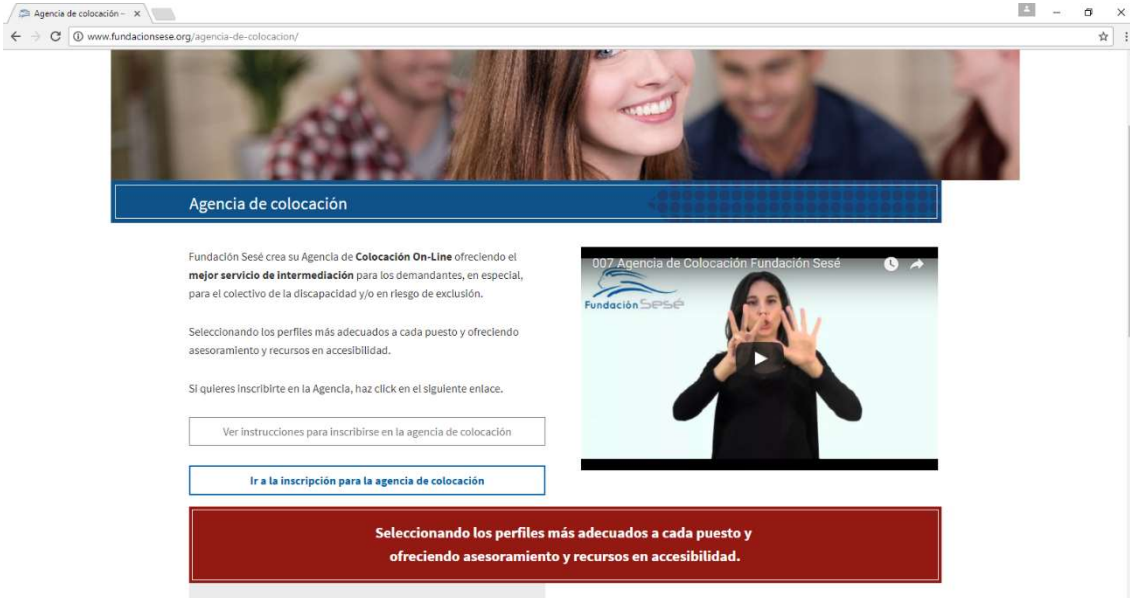 Agencia de colocación –
www.fundacionsese.org/agencia-de-colocacion/
Agencia de colocación
Fundación Sesé crea su Agencia de Colocación On-Line ofreciendo el
mejor servicio de intermediación para los demandantes, en especial,
para el colectivo de la discapacidad y/o en riesgo de exclusión.
Seleccionando los perfiles más adecuados a cada puesto y ofreciendo
asesoramiento y recursos en accesibilidad.
Si quieres inscribirte en la Agencia, haz click en el siguiente enlace.
Ver instrucciones para inscribirse en la agencia de colocación
Ir a la inscripción para la agencia de colocación
007 Agencia de Colocación Fundación Sesé
Fundación Sesé
Seleccionando los perfiles más adecuados a cada puesto y
ofreciendo asesoramiento y recursos en accesibilidad.